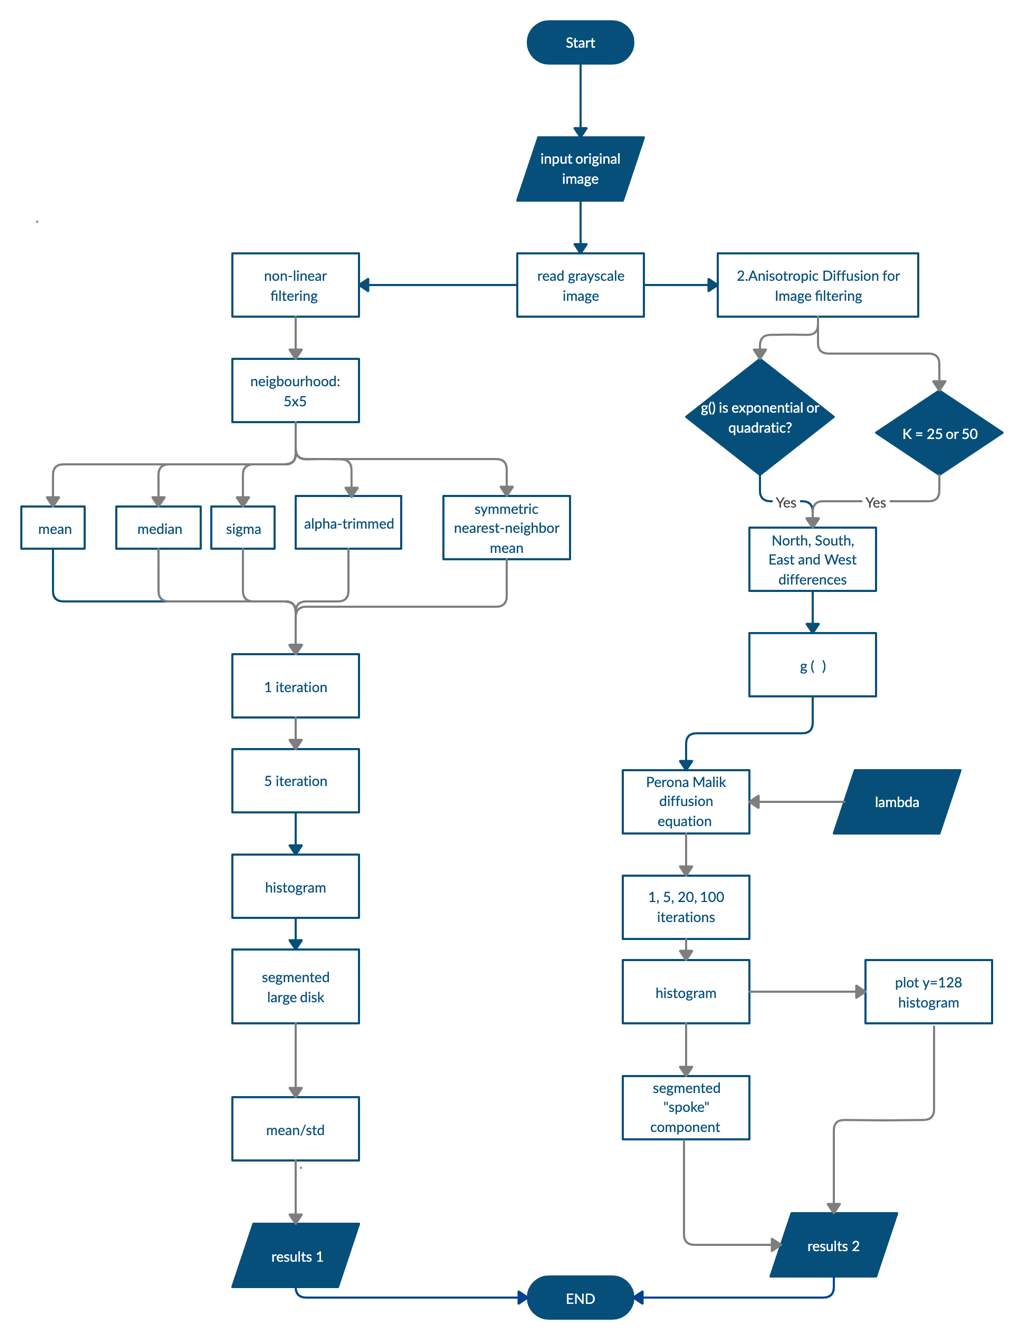 Start
input original
image
non-linear
filtering
read grayscale
image
2.Anisotropic Diffusion for
Image filtering
neigbourhood:
5x5
g() is exponential or
quadratic?
K = 25 or 50
Yes
Yes
mean
median
sigma
alpha-trimmed
symmetric
nearest-neighbor
mean
North, South,
East and West
differences
g ( )
1 iteration
5 iteration
Perona Malik
diffusion
equation
lambda
histogram
1, 5, 20, 100
iterations
segmented
large disk
histogram
plot y=128
histogram
segmented
"spoke"
component
mean/std
results 1
results 2
END